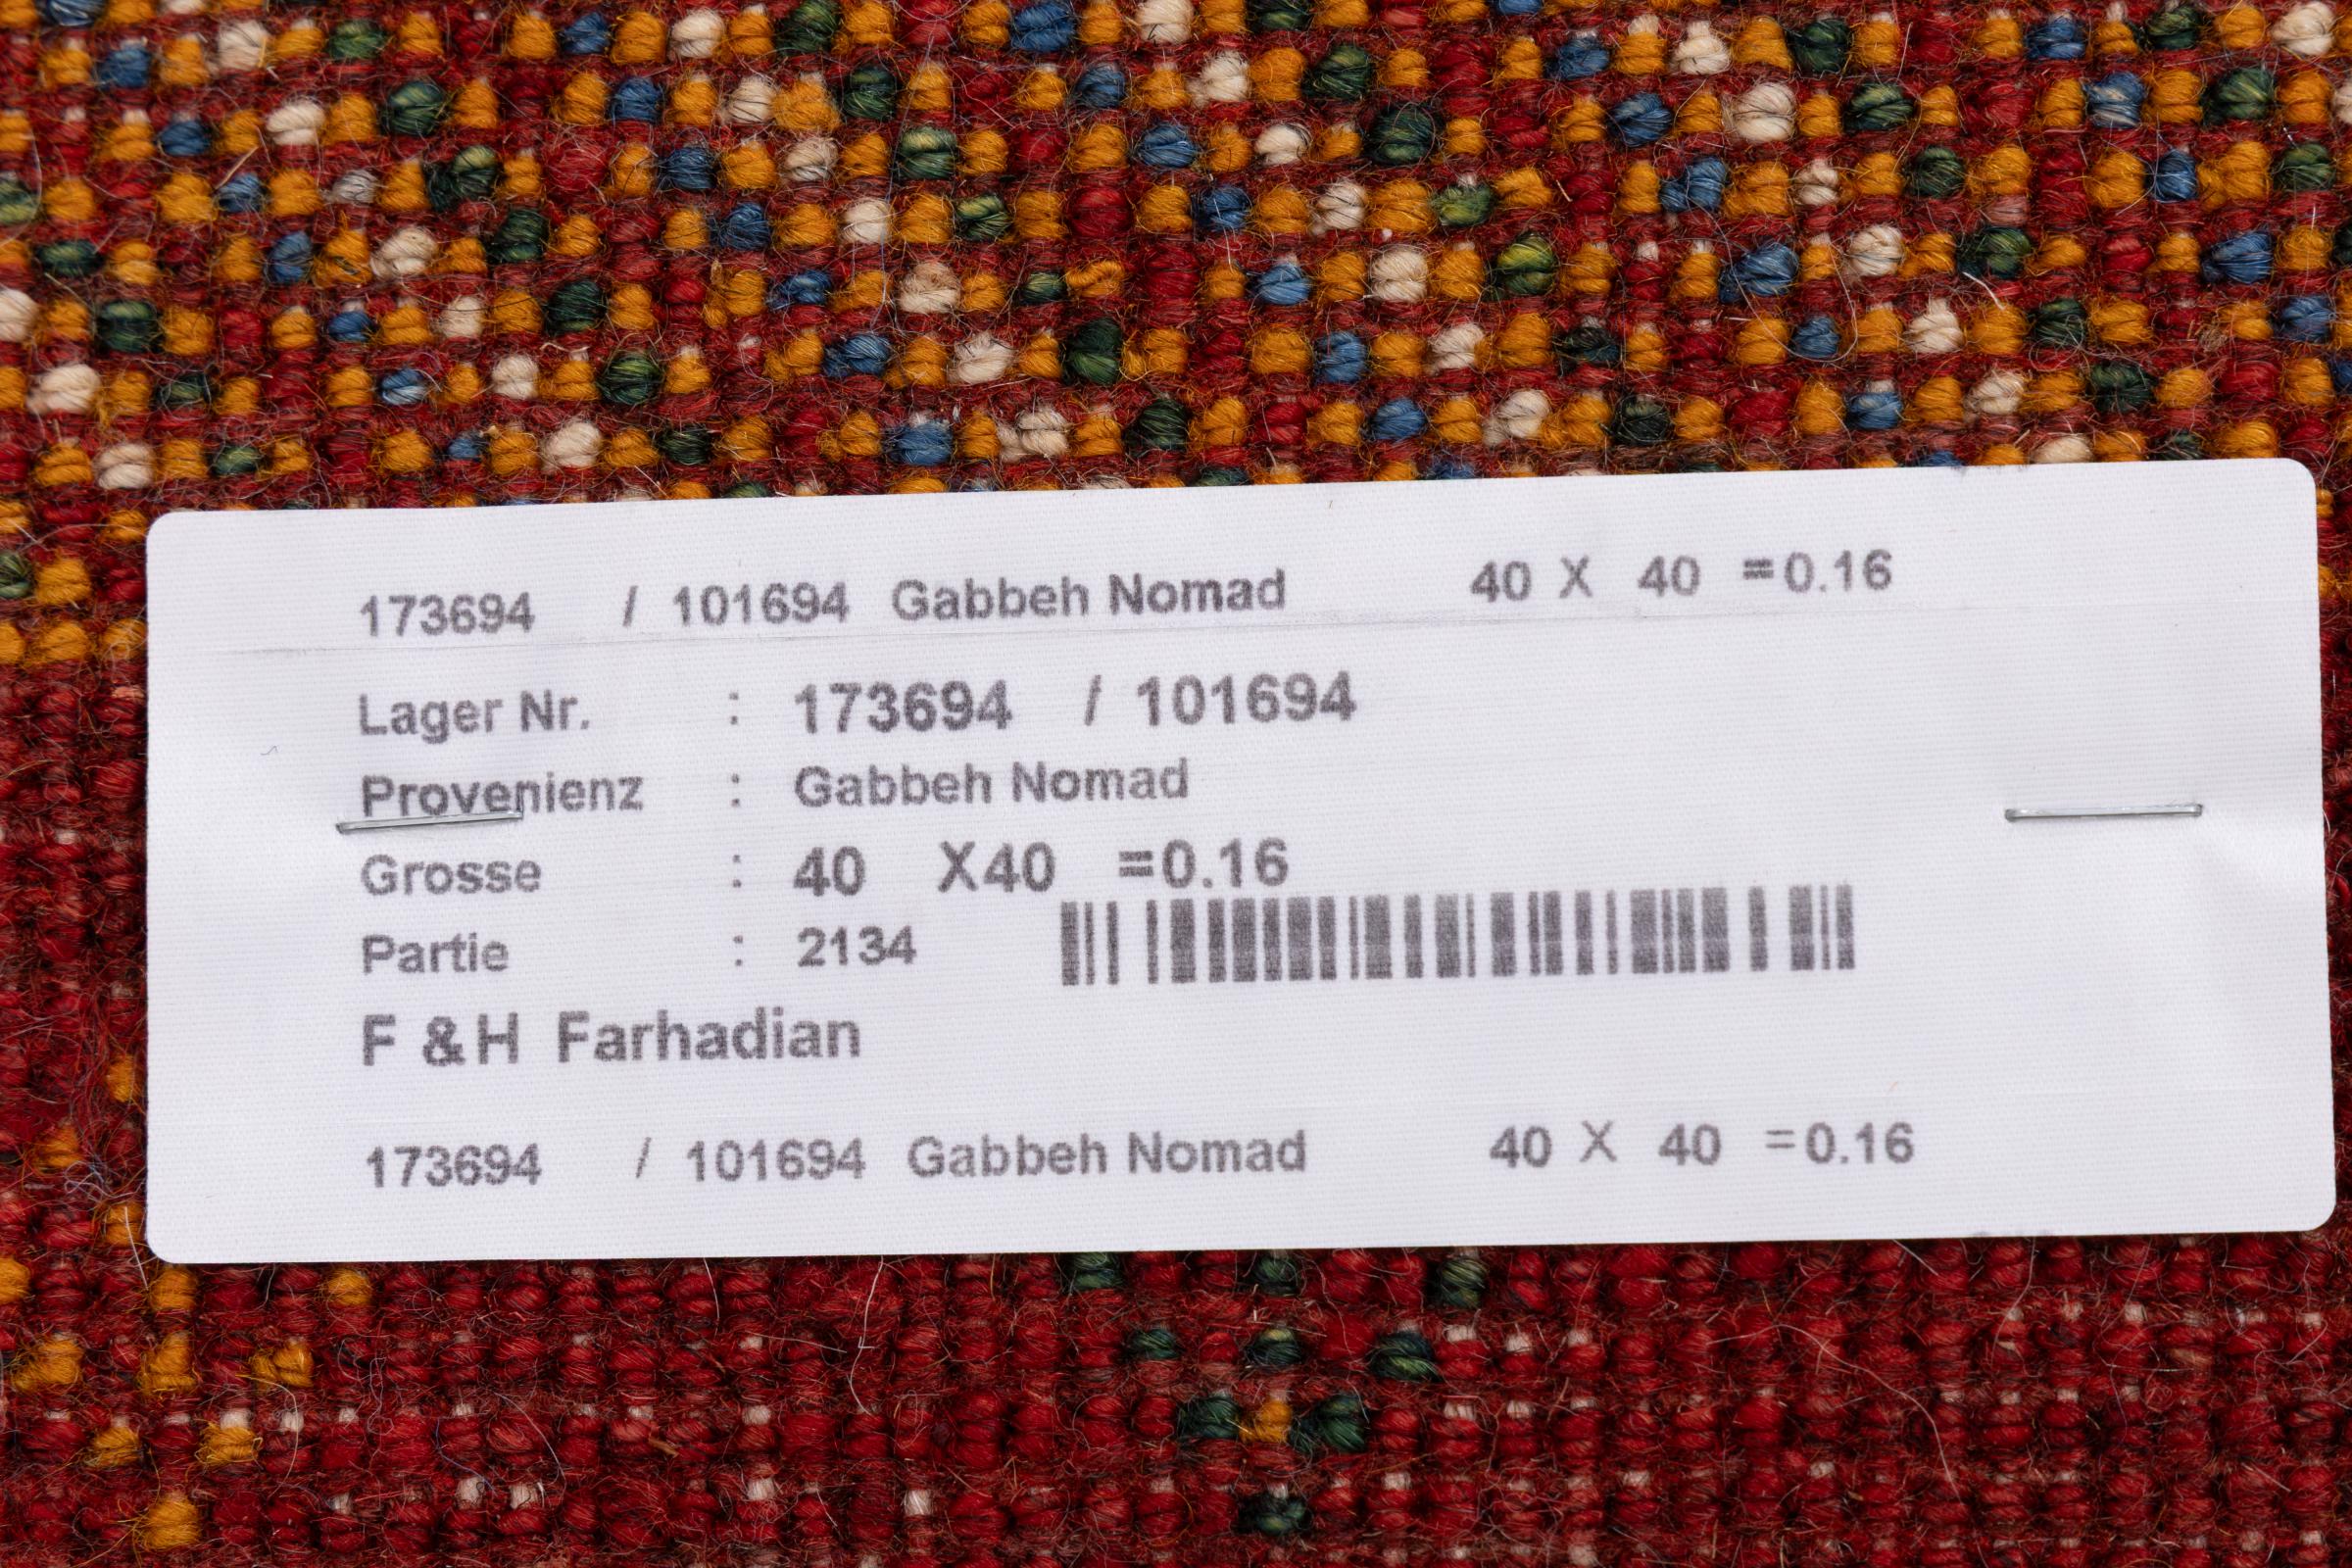 173694 / 101694 Gabbeh Nomad 40 X 40 =0.16
Lager Nr. : 173694 / 101694
Provenienz : Gabbeh Nomad
Grosse : 40 X40 =0.16
Partie : 2134
F & H Farhadian
173694 / 101694 Gabbeh Nomad 40 X 40 =0.16